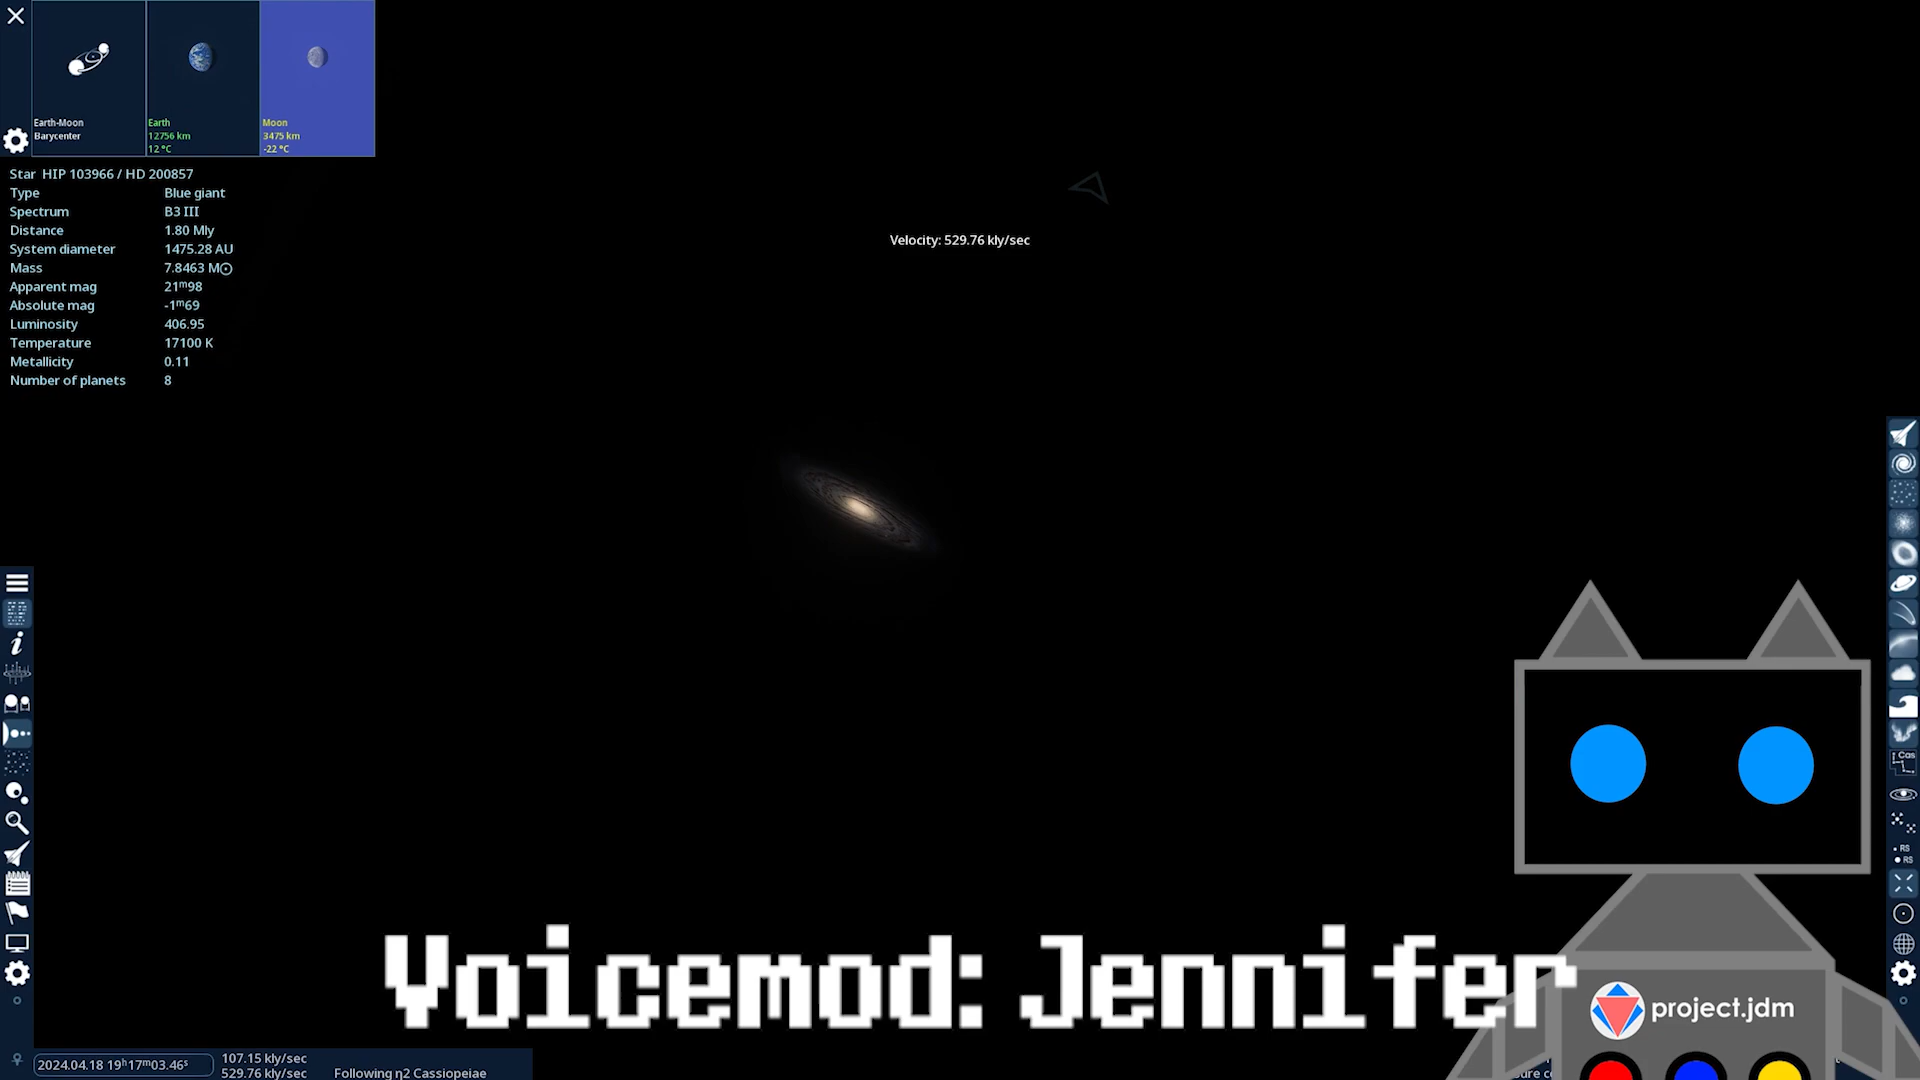 Earth-Moon
Barycenter
Earth
12756 km
12 °C
Moon
3475 km
-22 °C
Star HIP 103966 / HD 200857
Type Blue giant
Spectrum B3 III
Distance 1.80 Mly
System diameter 1475.28 AU
Mass 7.8463 M☉
Apparent mag 21ᵐ98
Absolute mag -1ᵐ69
Luminosity 406.95
Temperature 17100 K
Metallicity 0.11
Number of planets 8
Velocity: 529.76 kly/sec
Cas
RS
RS
Voicemod: Jennifer
project.jdm
2024.04.18 19ʰ17ᵐ03.46ˢ
107.15 kly/sec
529.76 kly/sec
Following η2 Cassiopeiae